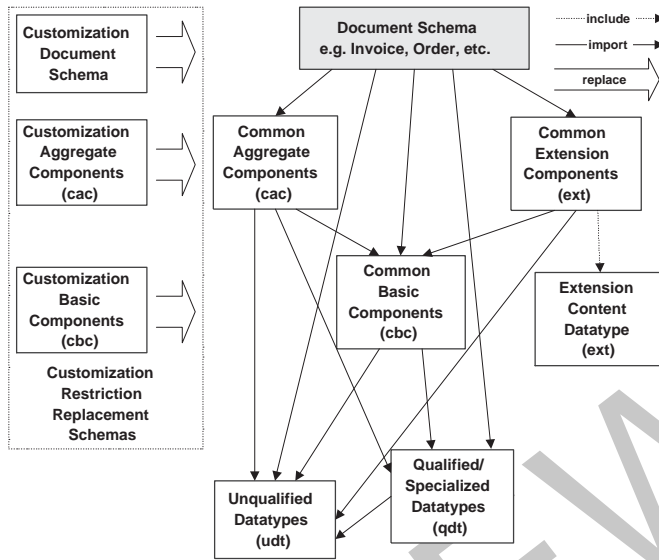 Customization
Document
Schema
Document Schema
e.g. Invoice, Order, etc.
include
import
replace
Customization
Aggregate
Components
(cac)
Common
Aggregate
Components
(cac)
Common
Extension
Components
(ext)
Customization
Basic
Components
(cbc)
Common
Basic
Components
(cbc)
Extension
Content
Datatype
(ext)
Customization
Restriction
Replacement
Schemas
Unqualified
Datatypes
(udt)
Qualified/
Specialized
Datatypes
(qdt)